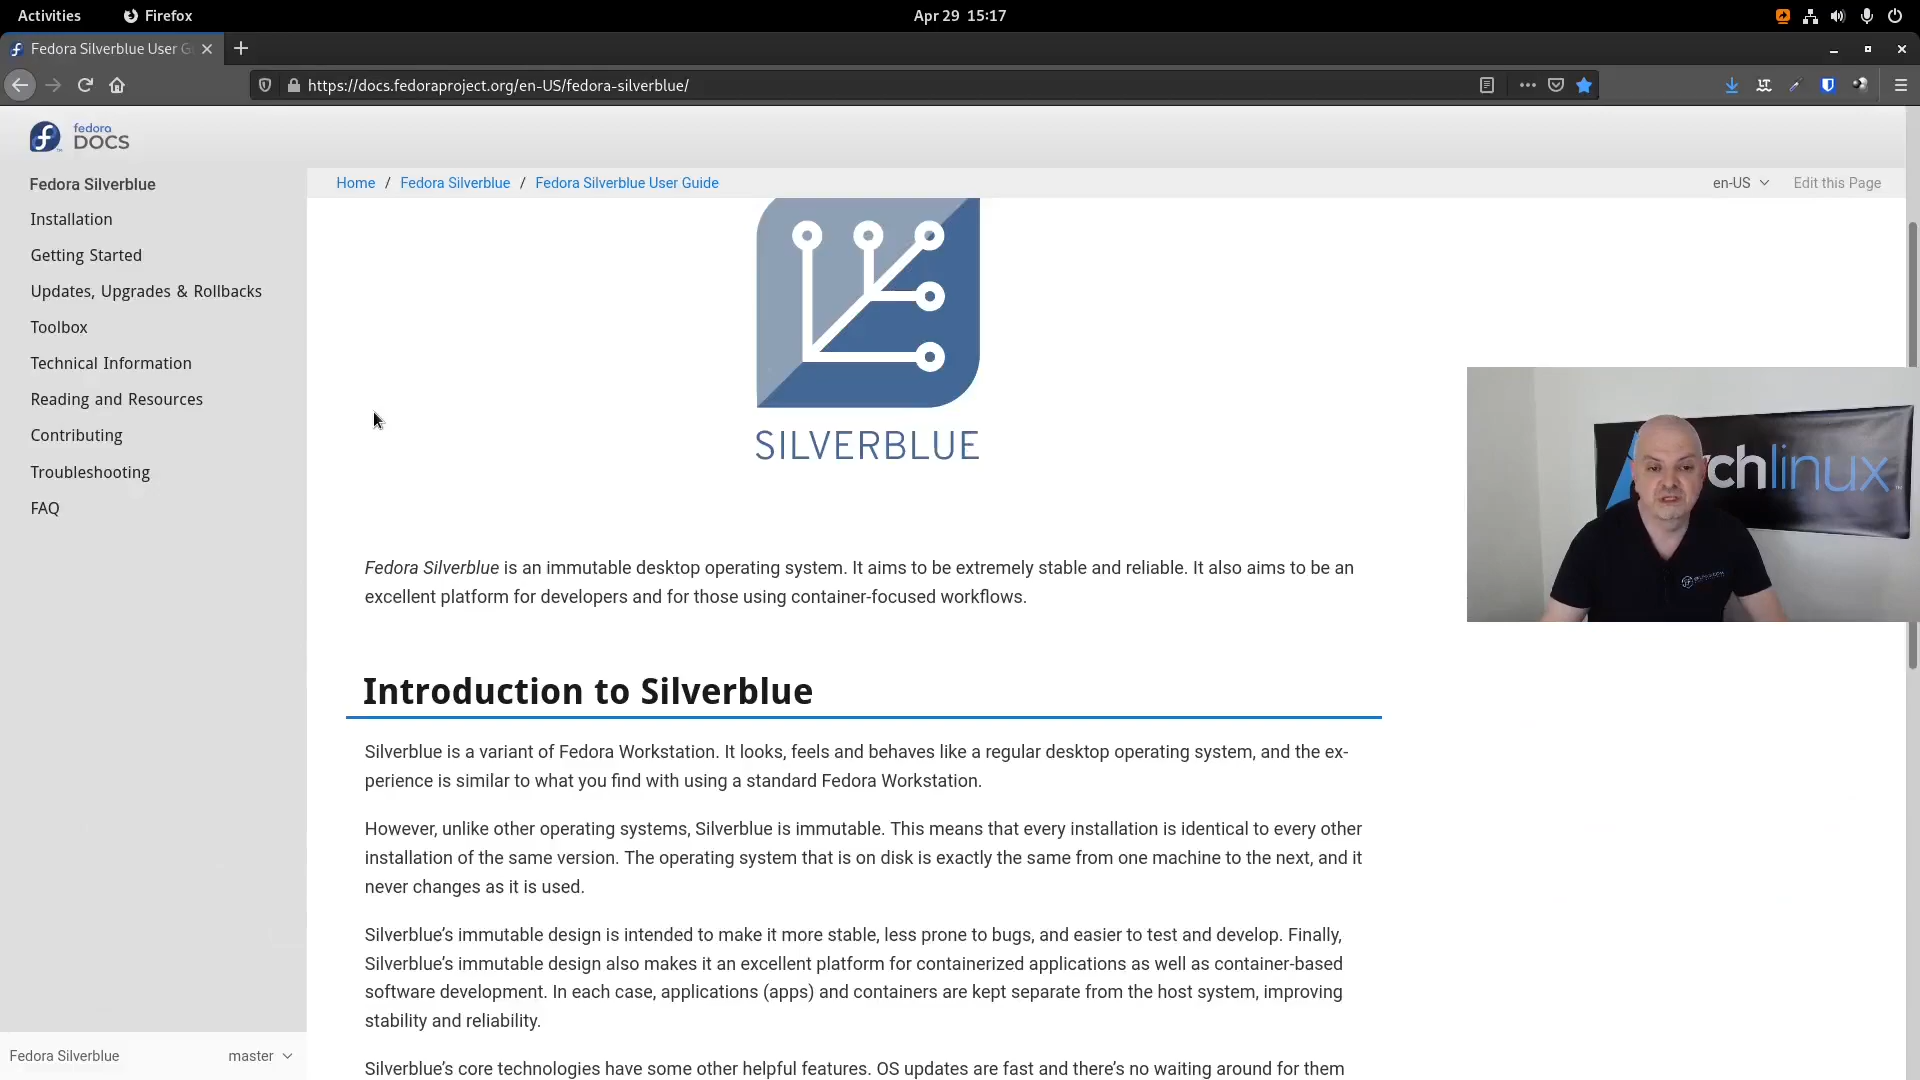 Activities
Firefox
Apr 29 15:17
Fedora Silverblue User G
https://docs.fedoraproject.org/en-US/fedora-silverblue/
fedora
DOCS
Fedora Silverblue
Installation
Getting Started
Updates, Upgrades & Rollbacks
Toolbox
Technical Information
Reading and Resources
Contributing
Troubleshooting
FAQ
Fedora Silverblue
master
Home / Fedora Silverblue / Fedora Silverblue User Guide
en-US
Edit this Page
SILVERBLUE
Fedora Silverblue is an immutable desktop operating system. It aims to be extremely stable and reliable. It also aims to be an
excellent platform for developers and for those using container-focused workflows.
Introduction to Silverblue
Silverblue is a variant of Fedora Workstation. It looks, feels and behaves like a regular desktop operating system, and the ex-
perience is similar to what you find with using a standard Fedora Workstation.
However, unlike other operating systems, Silverblue is immutable. This means that every installation is identical to every other
installation of the same version. The operating system that is on disk is exactly the same from one machine to the next, and it
never changes as it is used.
Silverblue’s immutable design is intended to make it more stable, less prone to bugs, and easier to test and develop. Finally,
Silverblue’s immutable design also makes it an excellent platform for containerized applications as well as container-based
software development. In each case, applications (apps) and containers are kept separate from the host system, improving
stability and reliability.
Silverblue’s core technologies have some other helpful features. OS updates are fast and there’s no waiting around for them
rchlinux